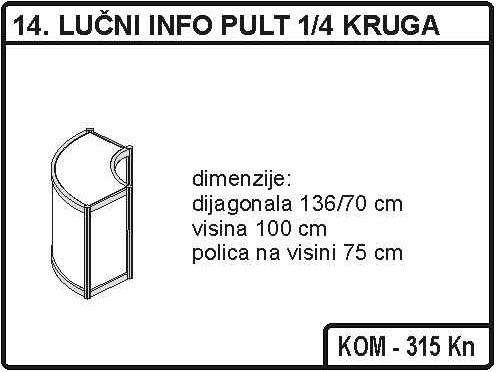 14. LUČNI INFO PULT 1/4 KRUGA
dimenzije:
dijagonala 136/70 cm
visina 100 cm
polica na visini 75 cm
KOM - 315 Kn